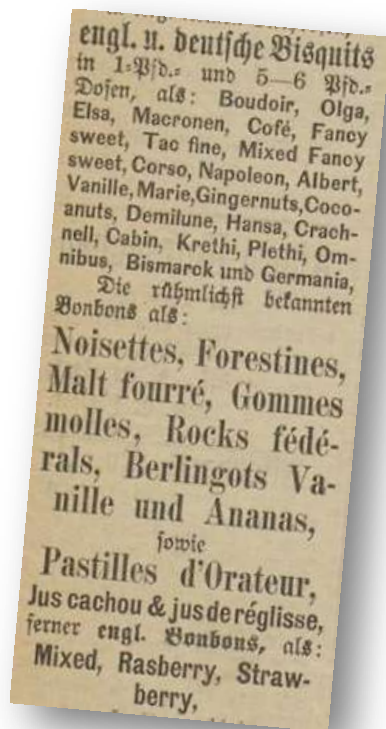 engl. u. deutsche Bisquits
in 1-Pfd.- und 5—6 Pfd.-
Dosen, als: Boudoir, Olga,
Elsa, Macronen, Cofé, Fancy
sweet, Tac fine, Mixed Fancy
sweet, Corso, Napoleon, Albert,
Vanille, Marie, Gingernuts, Coco-
anuts, Demilune, Hansa, Crach-
nell, Cabin, Krethi, Plethi, Om-
nibus, Bismarck und Germania,
Die rühmlichst bekannten
Bonbons als:
Noisettes, Forestines,
Malt fourré, Gommes
molles, Rocks fédé-
rals, Berlingots Va-
nille und Ananas,
sowie
Pastilles d'Orateur,
Jus cachou & jus de réglisse,
ferner engl. Bonbons, als:
Mixed, Rasberry, Straw-
berry,